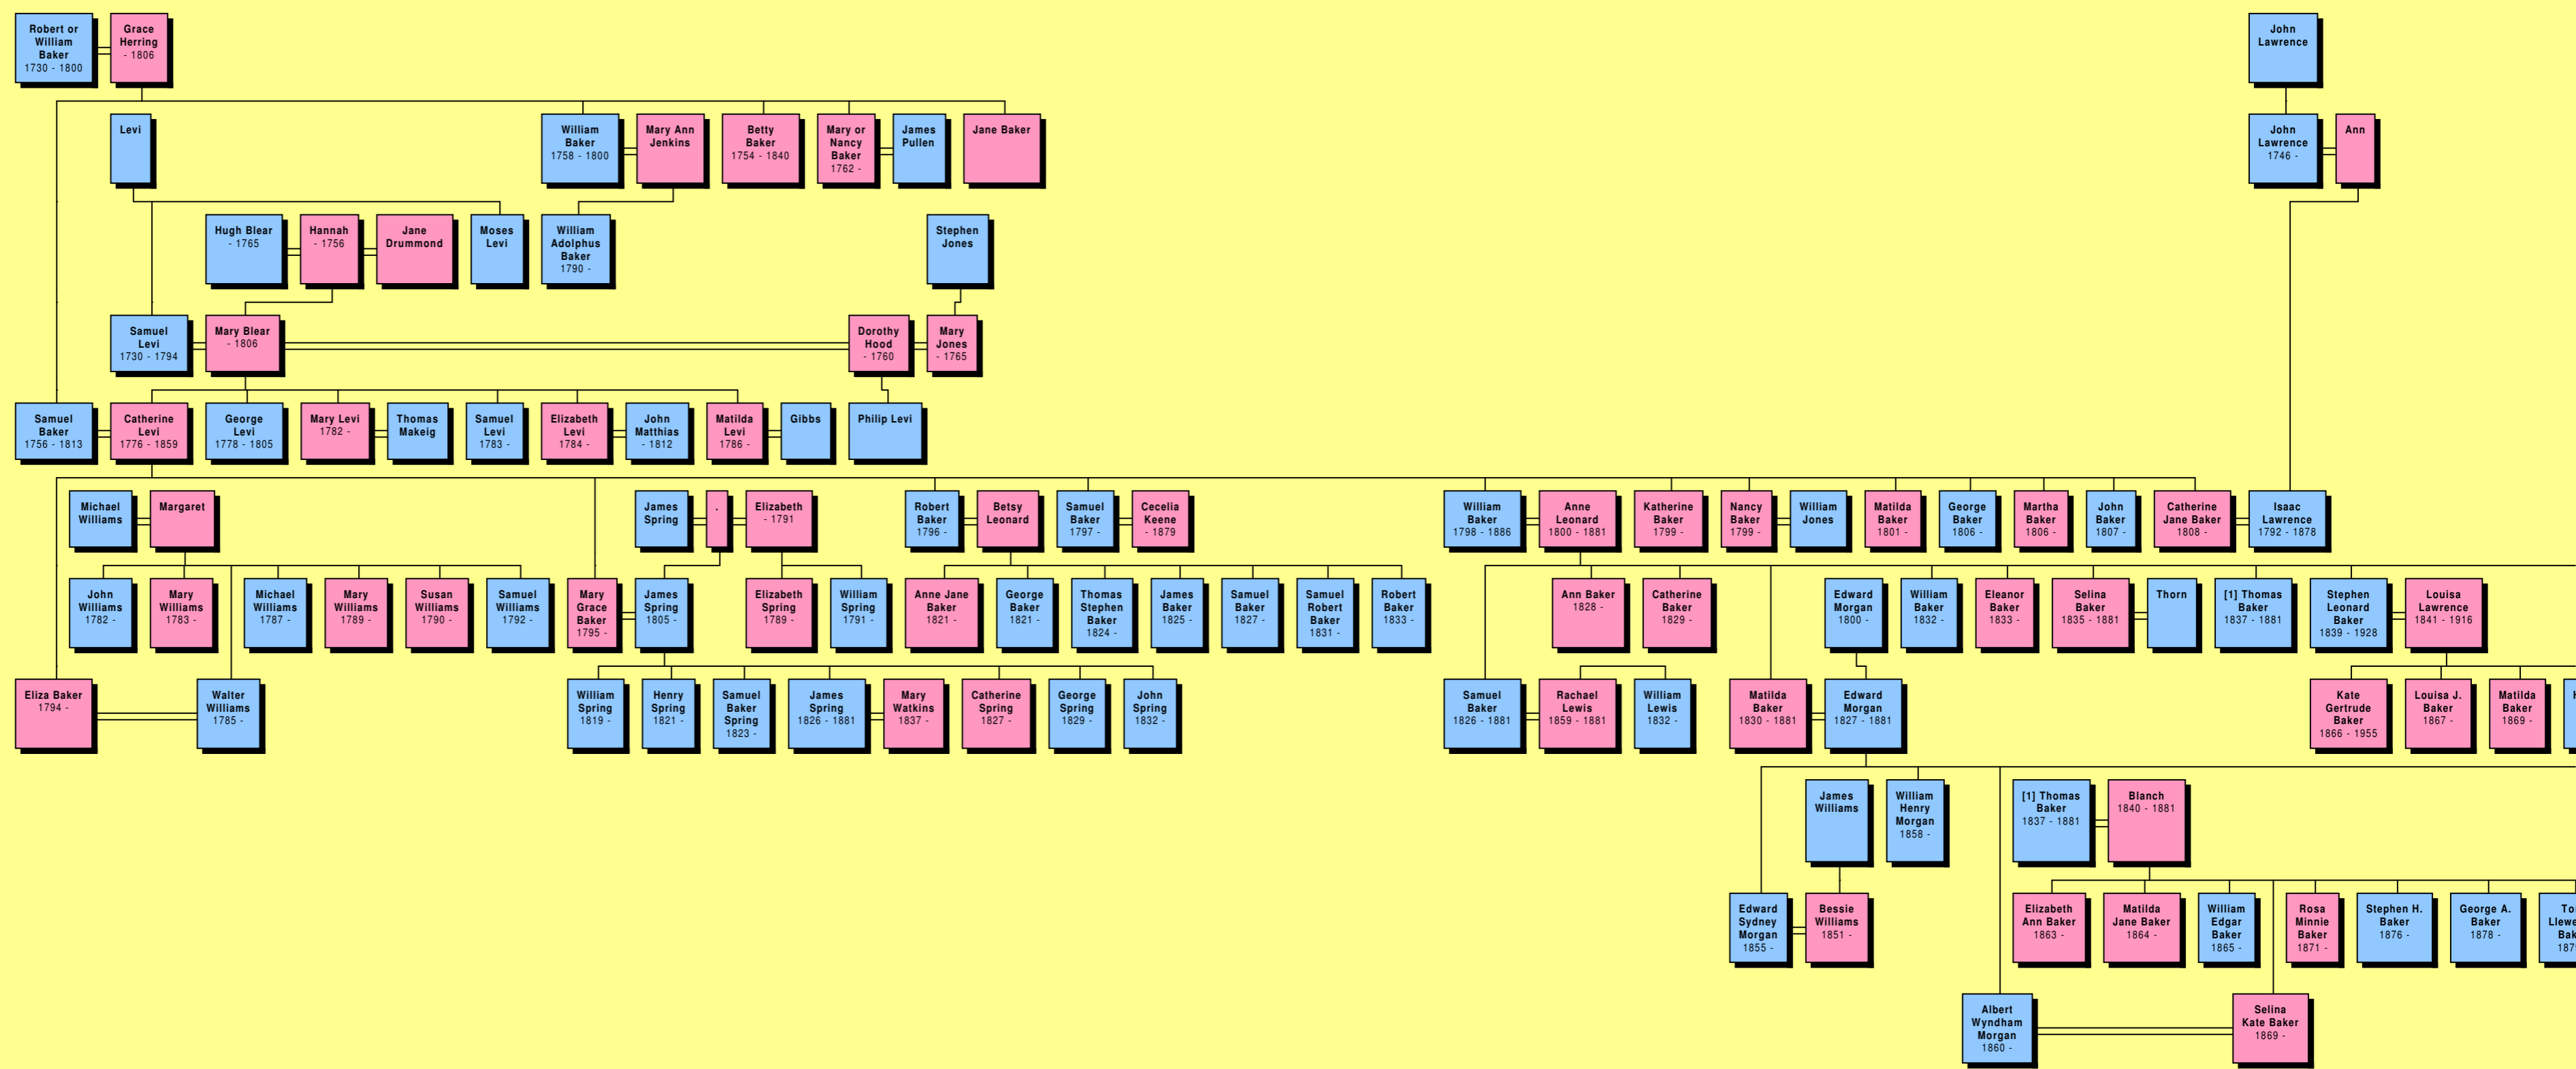 Robert or
William
Baker
1730 - 1800
Grace
Herring
- 1806
John
Lawrence
Levi
William
Baker
1758 - 1800
Mary Ann
Jenkins
Betty
Baker
1754 - 1840
Mary or
Nancy
Baker
1762 -
James
Pullen
Jane Baker
John
Lawrence
1746 -
Ann
Hugh Blear
- 1765
Hannah
- 1756
Jane
Drummond
Moses
Levi
William
Adolphus
Baker
1790 -
Stephen
Jones
Samuel
Levi
1730 - 1794
Mary Blear
- 1806
Dorothy
Hood
- 1760
Mary
Jones
- 1765
Samuel
Baker
1756 - 1813
Catherine
Levi
1776 - 1859
George
Levi
1778 - 1805
Mary Levi
1782 -
Thomas
Makeig
Samuel
Levi
1783 -
Elizabeth
Levi
1784 -
John
Matthias
- 1812
Matilda
Levi
1786 -
Gibbs
Philip Levi
Michael
Williams
Margaret
James
Spring
.
Elizabeth
- 1791
Robert
Baker
1796 -
Betsy
Leonard
Samuel
Baker
1797 -
Cecelia
Keene
- 1879
William
Baker
1798 - 1886
Anne
Leonard
1800 - 1881
Katherine
Baker
1799 -
Nancy
Baker
1799 -
William
Jones
Matilda
Baker
1801 -
George
Baker
1806 -
Martha
Baker
1806 -
John
Baker
1807 -
Catherine
Jane Baker
1808 -
Isaac
Lawrence
1792 - 1878
John
Williams
1782 -
Mary
Williams
1783 -
Michael
Williams
1787 -
Mary
Williams
1789 -
Susan
Williams
1790 -
Samuel
Williams
1792 -
Mary
Grace
Baker
1795 -
James
Spring
1805 -
Elizabeth
Spring
1789 -
William
Spring
1791 -
Anne Jane
Baker
1821 -
George
Baker
1821 -
Thomas
Stephen
Baker
1824 -
James
Baker
1825 -
Samuel
Baker
1827 -
Samuel
Robert
Baker
1831 -
Robert
Baker
1833 -
Ann Baker
1828 -
Catherine
Baker
1829 -
Edward
Morgan
1800 -
William
Baker
1832 -
Eleanor
Baker
1833 -
Selina
Baker
1835 - 1881
Thorn
[1] Thomas
Baker
1837 - 1881
Stephen
Leonard
Baker
1839 - 1928
Louisa
Lawrence
1841 - 1916
Eliza Baker
1794 -
Walter
Williams
1785 -
William
Spring
1819 -
Henry
Spring
1821 -
Samuel
Baker
Spring
1823 -
James
Spring
1826 - 1881
Mary
Watkins
1837 -
Catherine
Spring
1827 -
George
Spring
1829 -
John
Spring
1832 -
Samuel
Baker
1826 - 1881
Rachael
Lewis
1859 - 1881
William
Lewis
1832 -
Matilda
Baker
1830 - 1881
Edward
Morgan
1827 - 1881
Kate
Gertrude
Baker
1866 - 1955
Louisa J.
Baker
1867 -
Matilda
Baker
1869 -
James
Williams
William
Henry
Morgan
1858 -
[1] Thomas
Baker
1837 - 1881
Blanch
1840 - 1881
Edward
Sydney
Morgan
1855 -
Bessie
Williams
1851 -
Elizabeth
Ann Baker
1863 -
Matilda
Jane Baker
1864 -
William
Edgar
Baker
1865 -
Rosa
Minnie
Baker
1871 -
Stephen H.
Baker
1876 -
George A.
Baker
1878 -
Albert
Wyndham
Morgan
1860 -
Selina
Kate Baker
1869 -